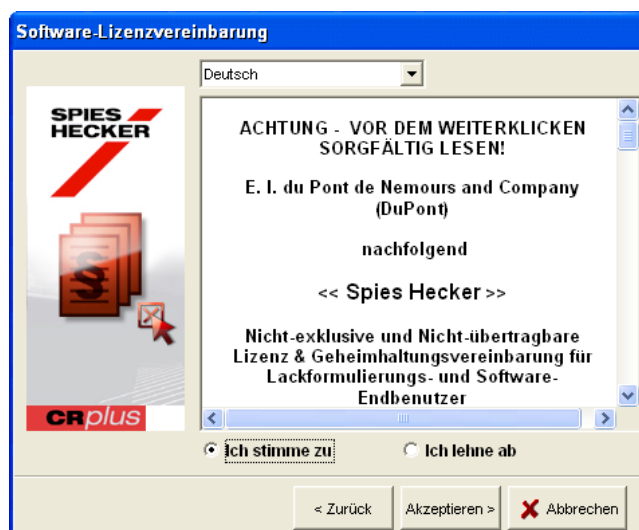 Software-Lizenzvereinbarung
Deutsch
SPIES
HECKER
§
CRplus
ACHTUNG - VOR DEM WEITERKLICKEN
SORGFÄLTIG LESEN!
E. I. du Pont de Nemours and Company
(DuPont)
nachfolgend
<< Spies Hecker >>
Nicht-exklusive und Nicht-übertragbare
Lizenz & Geheimhaltungsvereinbarung für
Lackformulierungs- und Software-
Endbenutzer
Ich stimme zu
Ich lehne ab
< Zurück
Akzeptieren >
Abbrechen